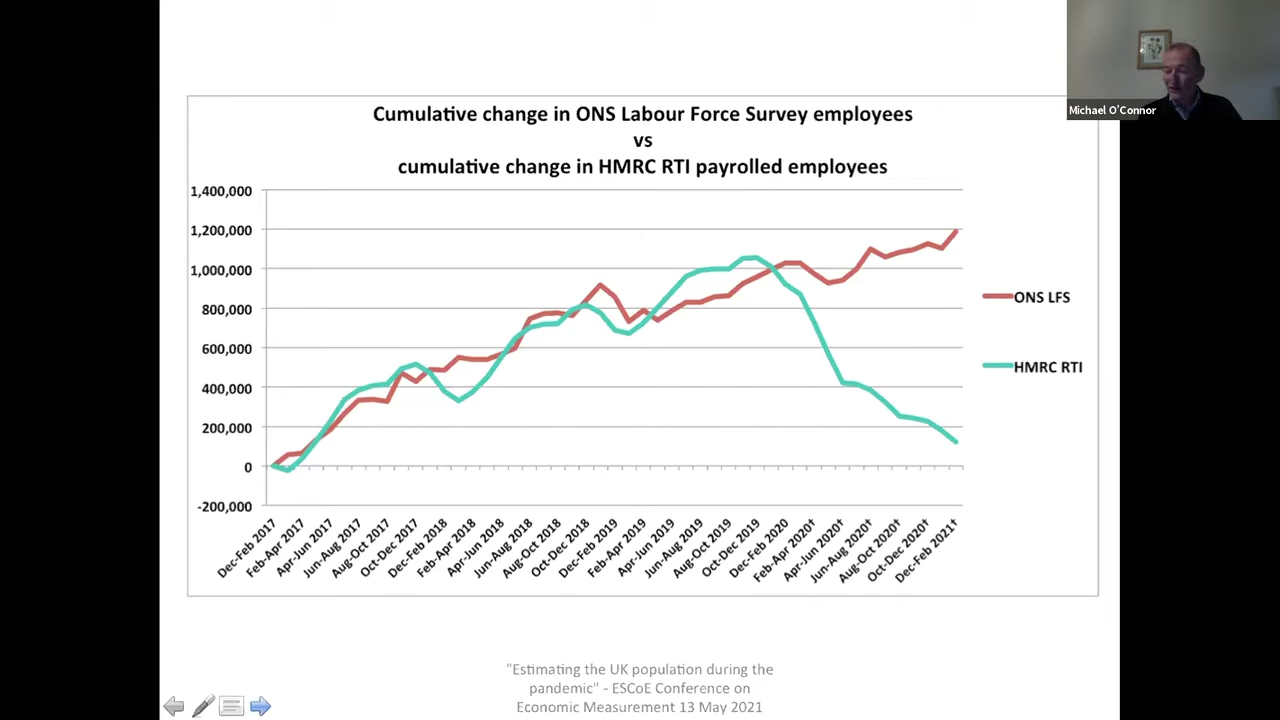 Michael O'Connor
Cumulative change in ONS Labour Force Survey employees
vs
cumulative change in HMRC RTI payrolled employees
1,400,000
1,200,000
1,000,000
800,000
600,000
400,000
200,000
0
-200,000
ONS LFS
HMRC RTI
Dec-Feb 2017
Feb-Apr 2017
Apr-Jun 2017
Jun-Aug 2017
Aug-Oct 2017
Oct-Dec 2017
Dec-Feb 2018
Feb-Apr 2018
Apr-Jun 2018
Jun-Aug 2018
Aug-Oct 2018
Oct-Dec 2018
Dec-Feb 2019
Feb-Apr 2019
Apr-Jun 2019
Jun-Aug 2019
Aug-Oct 2019
Oct-Dec 2019
Dec-Feb 2020
Feb-Apr 2020†
Apr-Jun 2020†
Jun-Aug 2020†
Aug-Oct 2020†
Oct-Dec 2020†
Dec-Feb 2021†
"Estimating the UK population during the
pandemic" - ESCoE Conference on
Economic Measurement 13 May 2021